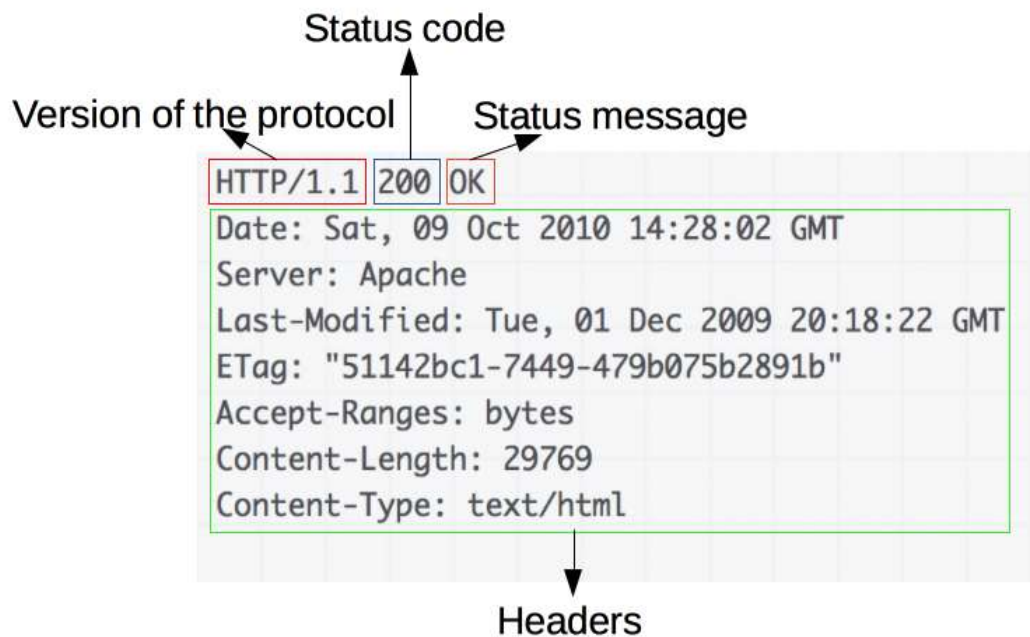 Status code
Version of the protocol
Status message
HTTP/1.1 200 OK
Date: Sat, 09 Oct 2010 14:28:02 GMT
Server: Apache
Last-Modified: Tue, 01 Dec 2009 20:18:22 GMT
ETag: "51142bc1-7449-479b075b2891b"
Accept-Ranges: bytes
Content-Length: 29769
Content-Type: text/html
Headers